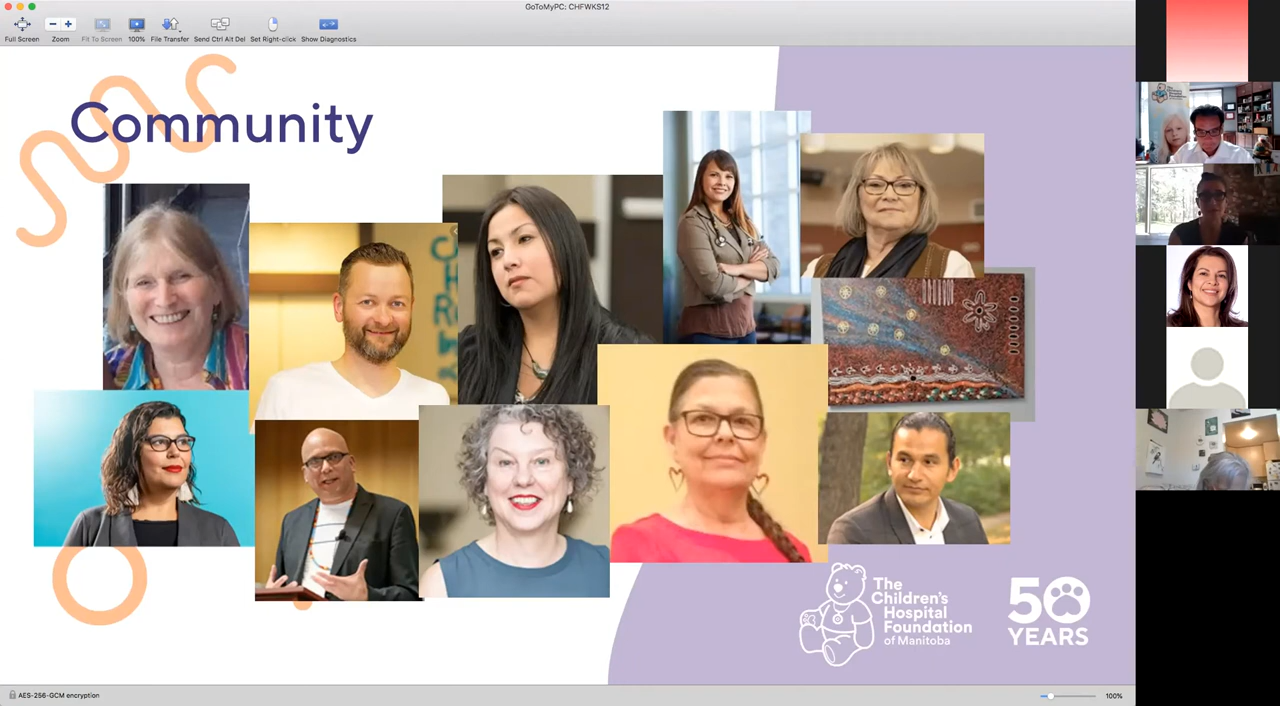 GoToMyPC: CHFWKS12
Full Screen
Zoom
Fit To Screen
100%
File Transfer
Send Ctrl Alt Del
Set Right-click
Show Diagnostics
Community
The
Children's
Hospital
Foundation
of Manitoba
50
YEARS
AES-256-GCM encryption
100%